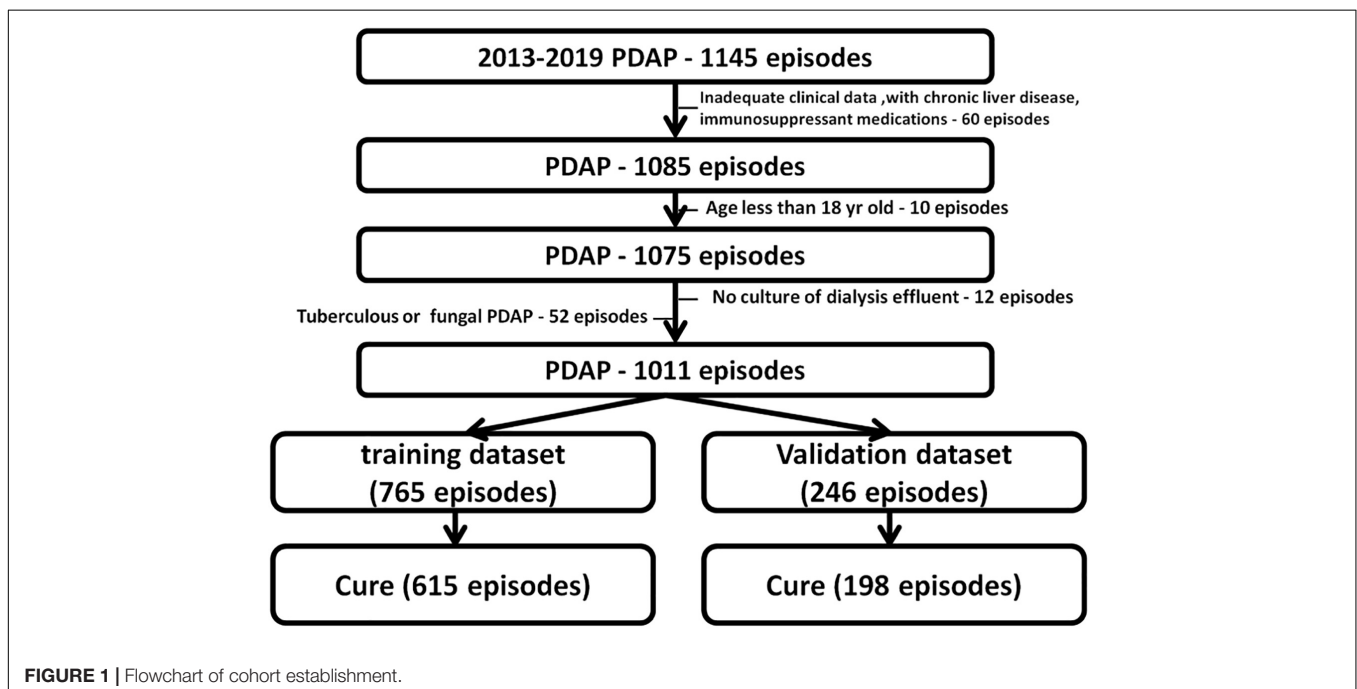 2013-2019 PDAP - 1145 episodes
Inadequate clinical data ,with chronic liver disease,
immunosuppressant medications - 60 episodes
PDAP - 1085 episodes
Age less than 18 yr old - 10 episodes
PDAP - 1075 episodes
No culture of dialysis effluent - 12 episodes
Tuberculous or fungal PDAP - 52 episodes
PDAP - 1011 episodes
training dataset
(765 episodes)
Validation dataset
(246 episodes)
Cure (615 episodes)
Cure (198 episodes)
FIGURE 1 | Flowchart of cohort establishment.